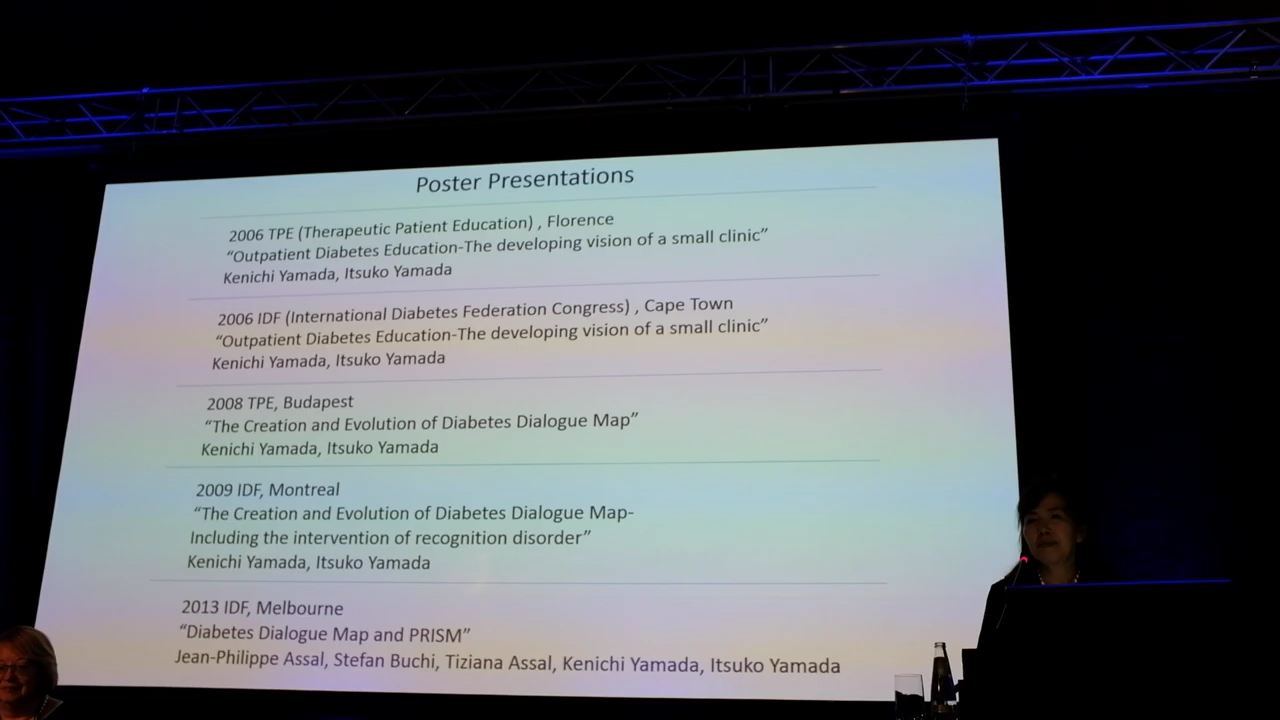 Poster Presentations
2006 TPE (Therapeutic Patient Education) , Florence
“Outpatient Diabetes Education-The developing vision of a small clinic”
Kenichi Yamada, Itsuko Yamada
2006 IDF (International Diabetes Federation Congress) , Cape Town
“Outpatient Diabetes Education-The developing vision of a small clinic”
Kenichi Yamada, Itsuko Yamada
2008 TPE, Budapest
“The Creation and Evolution of Diabetes Dialogue Map”
Kenichi Yamada, Itsuko Yamada
2009 IDF, Montreal
“The Creation and Evolution of Diabetes Dialogue Map-
Including the intervention of recognition disorder”
Kenichi Yamada, Itsuko Yamada
2013 IDF, Melbourne
“Diabetes Dialogue Map and PRISM”
Jean-Philippe Assal, Stefan Buchi, Tiziana Assal, Kenichi Yamada, Itsuko Yamada